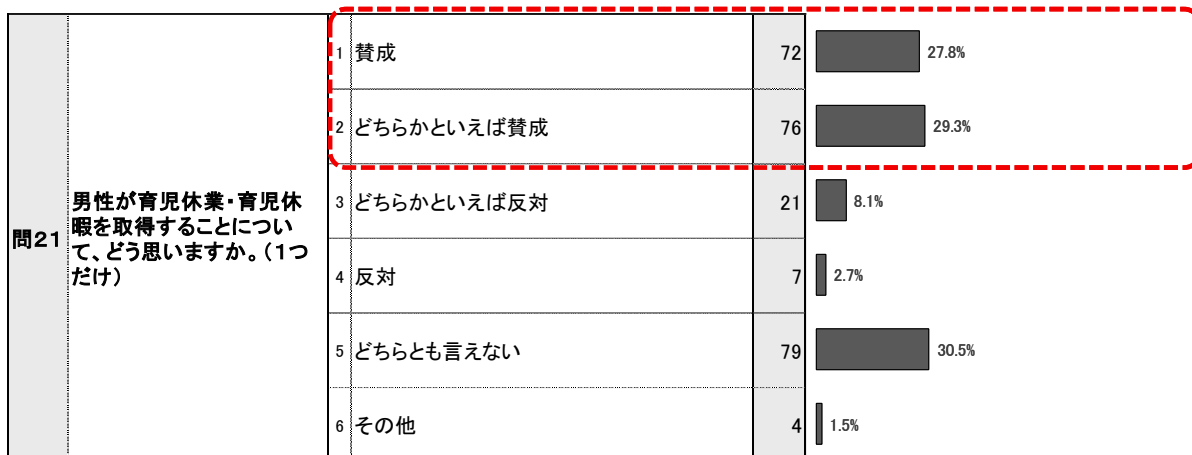 問21
男性が育児休業・育児休
暇を取得することについ
て、どう思いますか。（１つ
だけ）
1 賛成 72 27.8%
2 どちらかといえば賛成 76 29.3%
3 どちらかといえば反対 21 8.1%
4 反対 7 2.7%
5 どちらとも言えない 79 30.5%
6 その他 4 1.5%